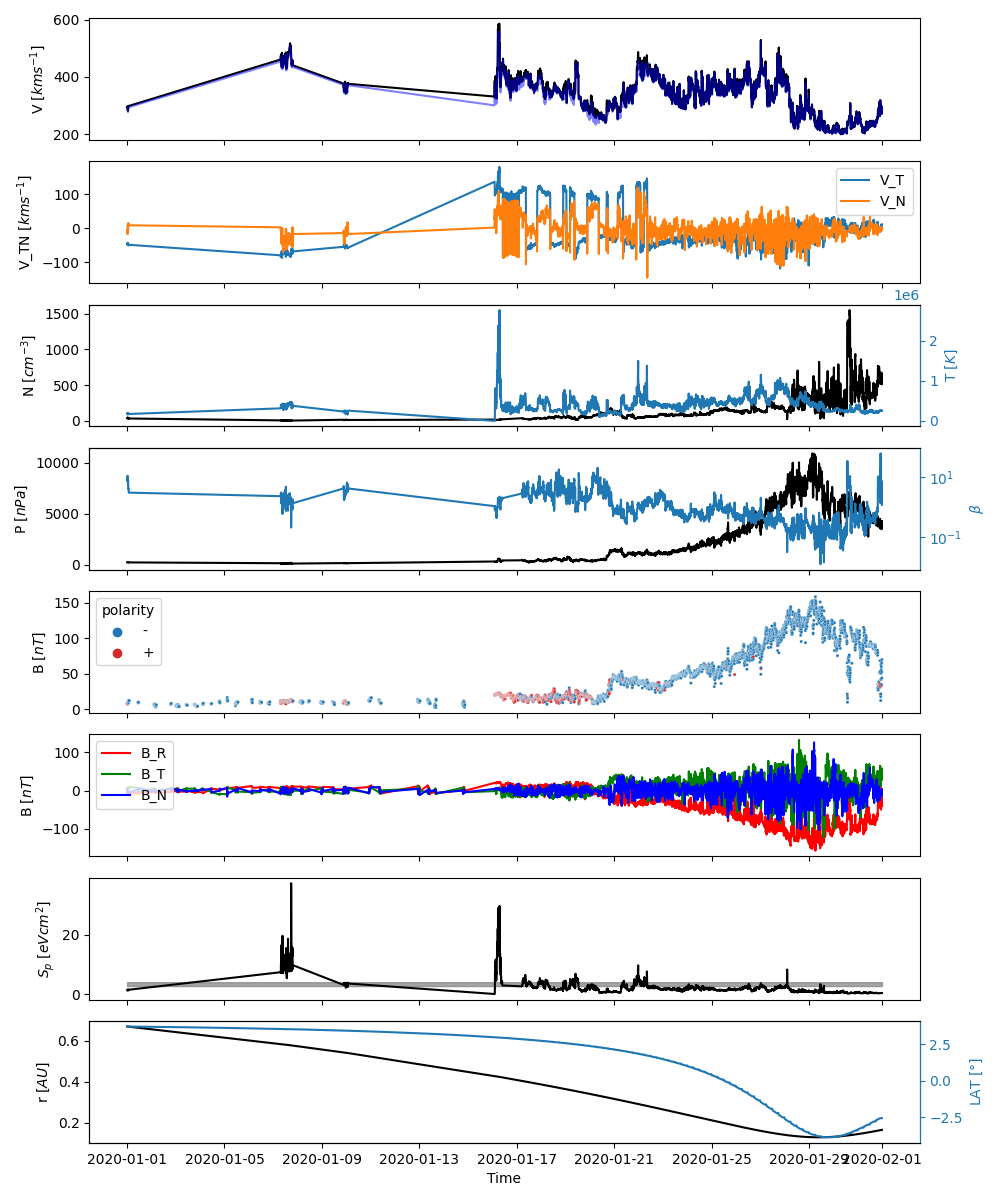 600
400
200
V [kms⁻¹]
100
0
−100
V_TN [kms⁻¹]
V_T
V_N
1e6
1500
1000
500
0
N [cm⁻³]
2
1
0
T [K]
10000
5000
0
P [nPa]
10¹
10⁻¹
β
150
100
50
0
B [nT]
polarity
-
+
100
0
−100
B [nT]
B_R
B_T
B_N
20
0
Sₚ [eVcm²]
0.6
0.4
0.2
r [AU]
2.5
0.0
−2.5
LAT [°]
2020-01-01 2020-01-05 2020-01-09 2020-01-13 2020-01-17 2020-01-21 2020-01-25 2020-01-29 2020-02-01
Time